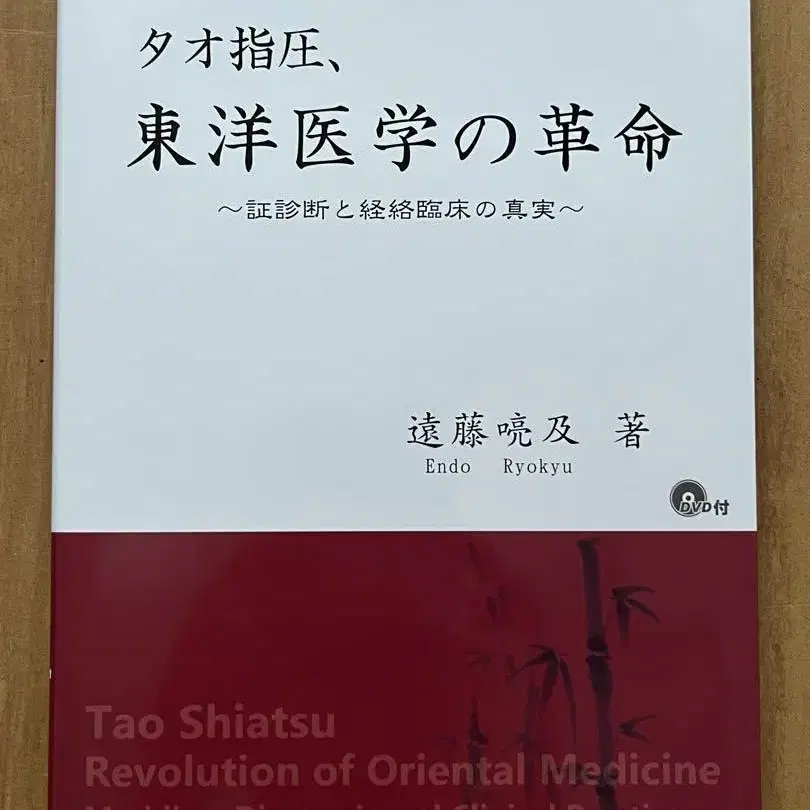 タオ指圧、
東洋医学の革命
～証診断と経絡臨床の真実～
遠藤喨及 著
Endo Ryokyu
DVD付
Tao Shiatsu
Revolution of Oriental Medicine